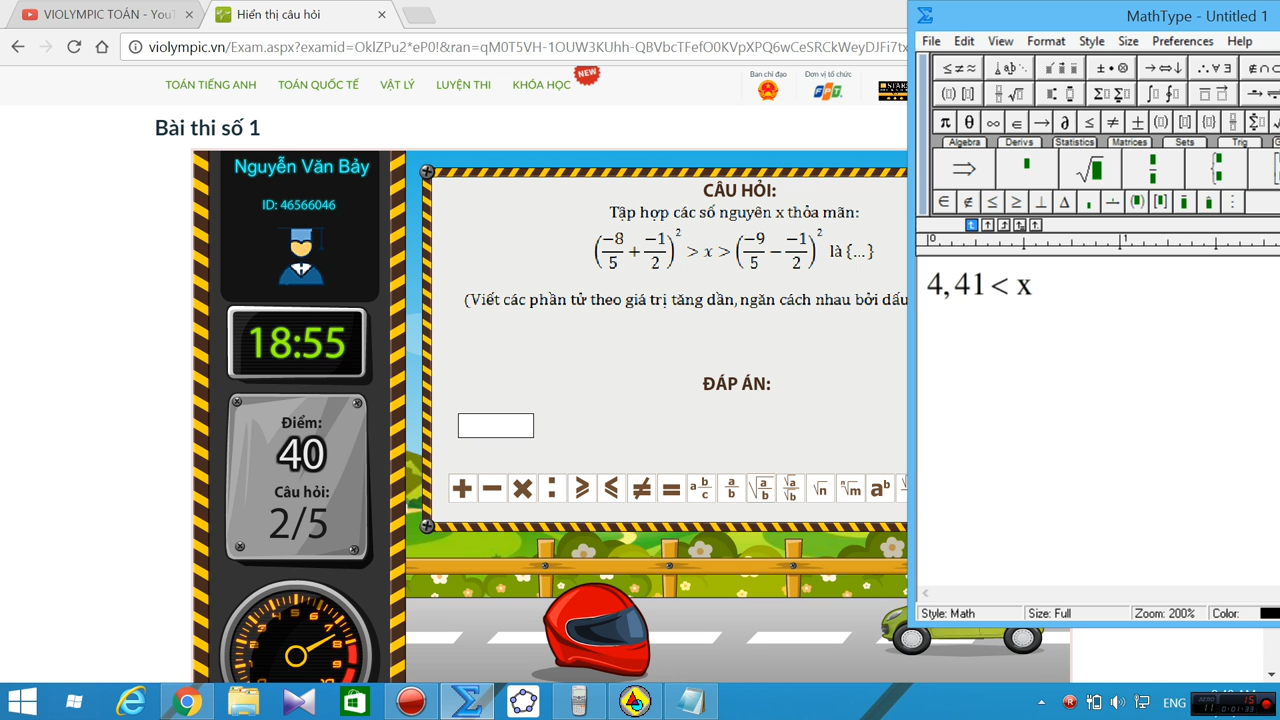 VIOLYMPIC TOÁN - You
Hiển thị câu hỏi
violympic.vn/Exam.aspx?examid=OklZPu2*eP0!&ran=qM0T5VH-1OUW3KUhh-QBVbcTFefO0KVpXPQ6wCeSRCkWeyDJFi7tx
TOÁN TIẾNG ANH TOÁN QUỐC TẾ VẬT LÝ LUYỆN THI KHÓA HỌC NEW
Ban chỉ đạo Đơn vị tổ chức
FPT
Bài thi số 1
Nguyễn Văn Bảy
ID: 46566046
18:55
Điểm:
40
Câu hỏi:
2/5
CÂU HỎI:
Tập hợp các số nguyên x thỏa mãn:
(−8/5 + −1/2)² > x > (−9/5 − −1/2)² là {...}
(Viết các phần tử theo giá trị tăng dần, ngăn cách nhau bởi dấu
ĐÁP ÁN:
MathType - Untitled 1
File Edit View Format Style Size Preferences Help
Algebra Derivs Statistics Matrices Sets Trig
0 1
4,41 < x
Style: Math Size: Full Zoom: 200% Color:
ENG